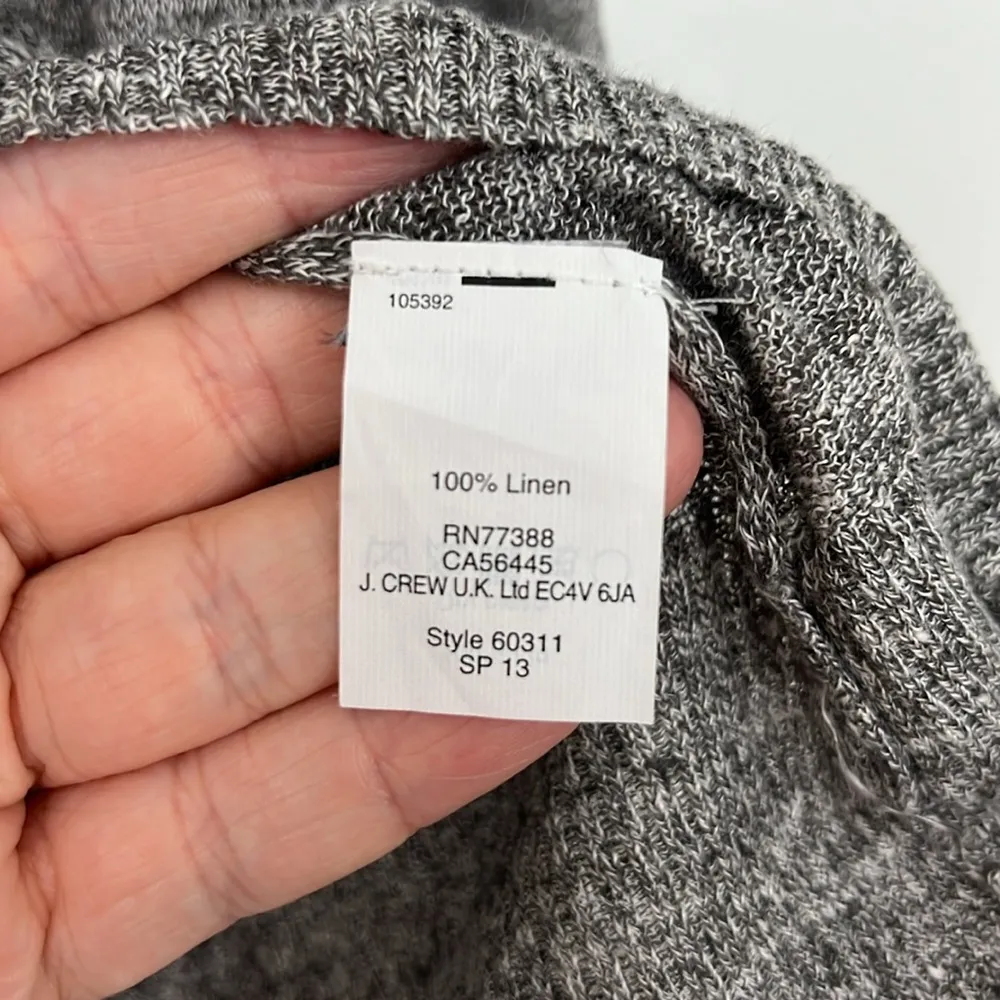 105392
100% Linen
RN77388
CA56445
J. CREW U.K. Ltd EC4V 6JA
Style 60311
SP 13